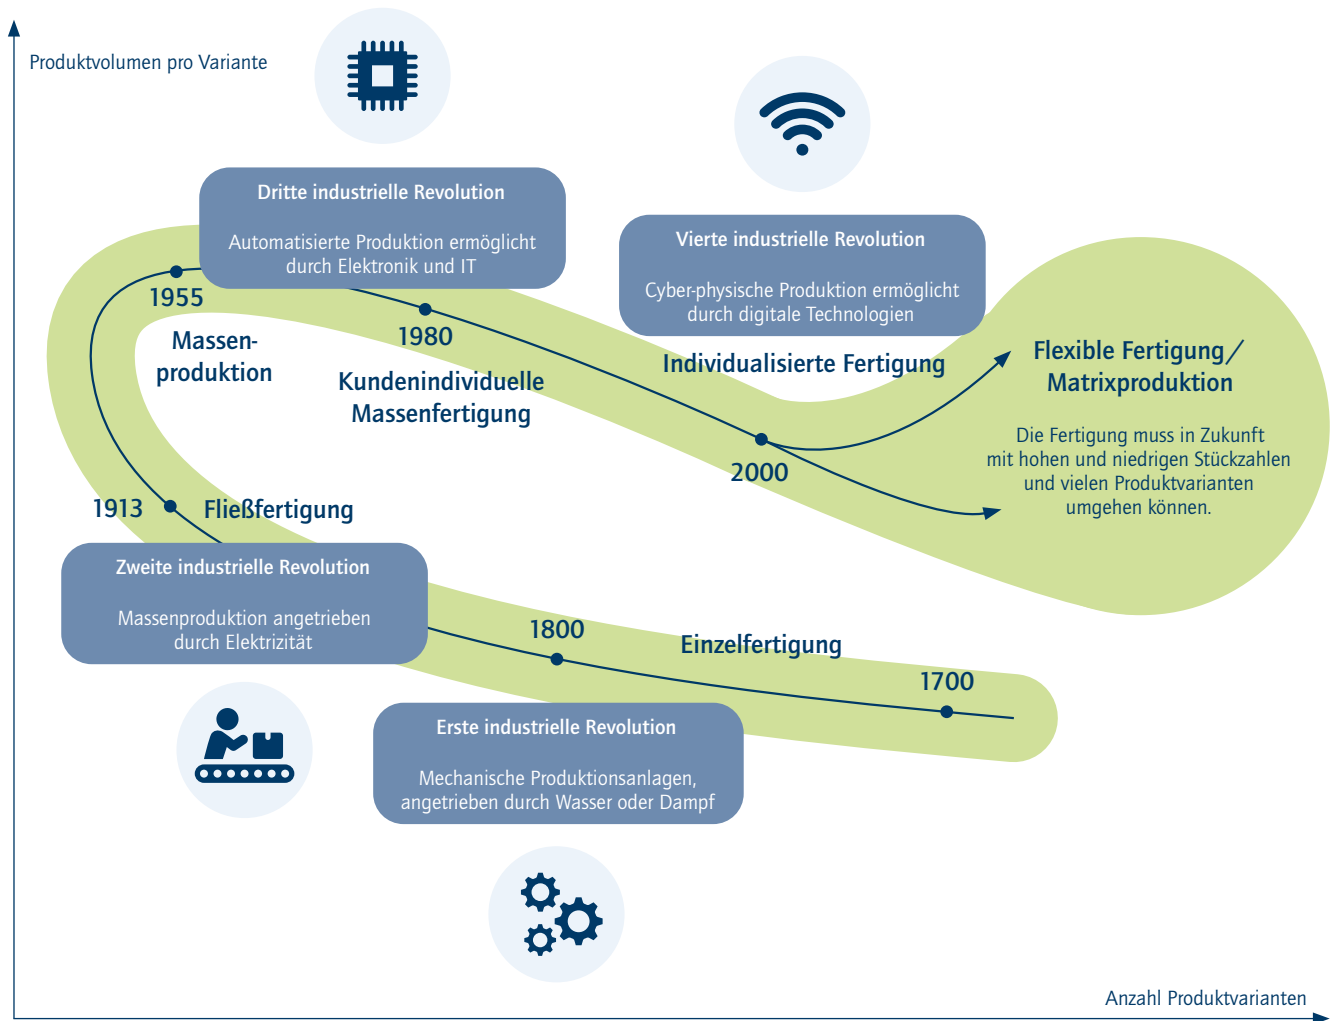 Produktvolumen pro Variante
Dritte industrielle Revolution
Automatisierte Produktion ermöglicht
durch Elektronik und IT
Vierte industrielle Revolution
Cyber-physische Produktion ermöglicht
durch digitale Technologien
1955
Massen-
produktion
1980
Kundenindividuelle
Massenfertigung
Individualisierte Fertigung
2000
Flexible Fertigung/
Matrixproduktion
Die Fertigung muss in Zukunft
mit hohen und niedrigen Stückzahlen
und vielen Produktvarianten
umgehen können.
1913
Fließfertigung
Zweite industrielle Revolution
Massenproduktion angetrieben
durch Elektrizität
1800
Einzelfertigung
1700
Erste industrielle Revolution
Mechanische Produktionsanlagen,
angetrieben durch Wasser oder Dampf
Anzahl Produktvarianten